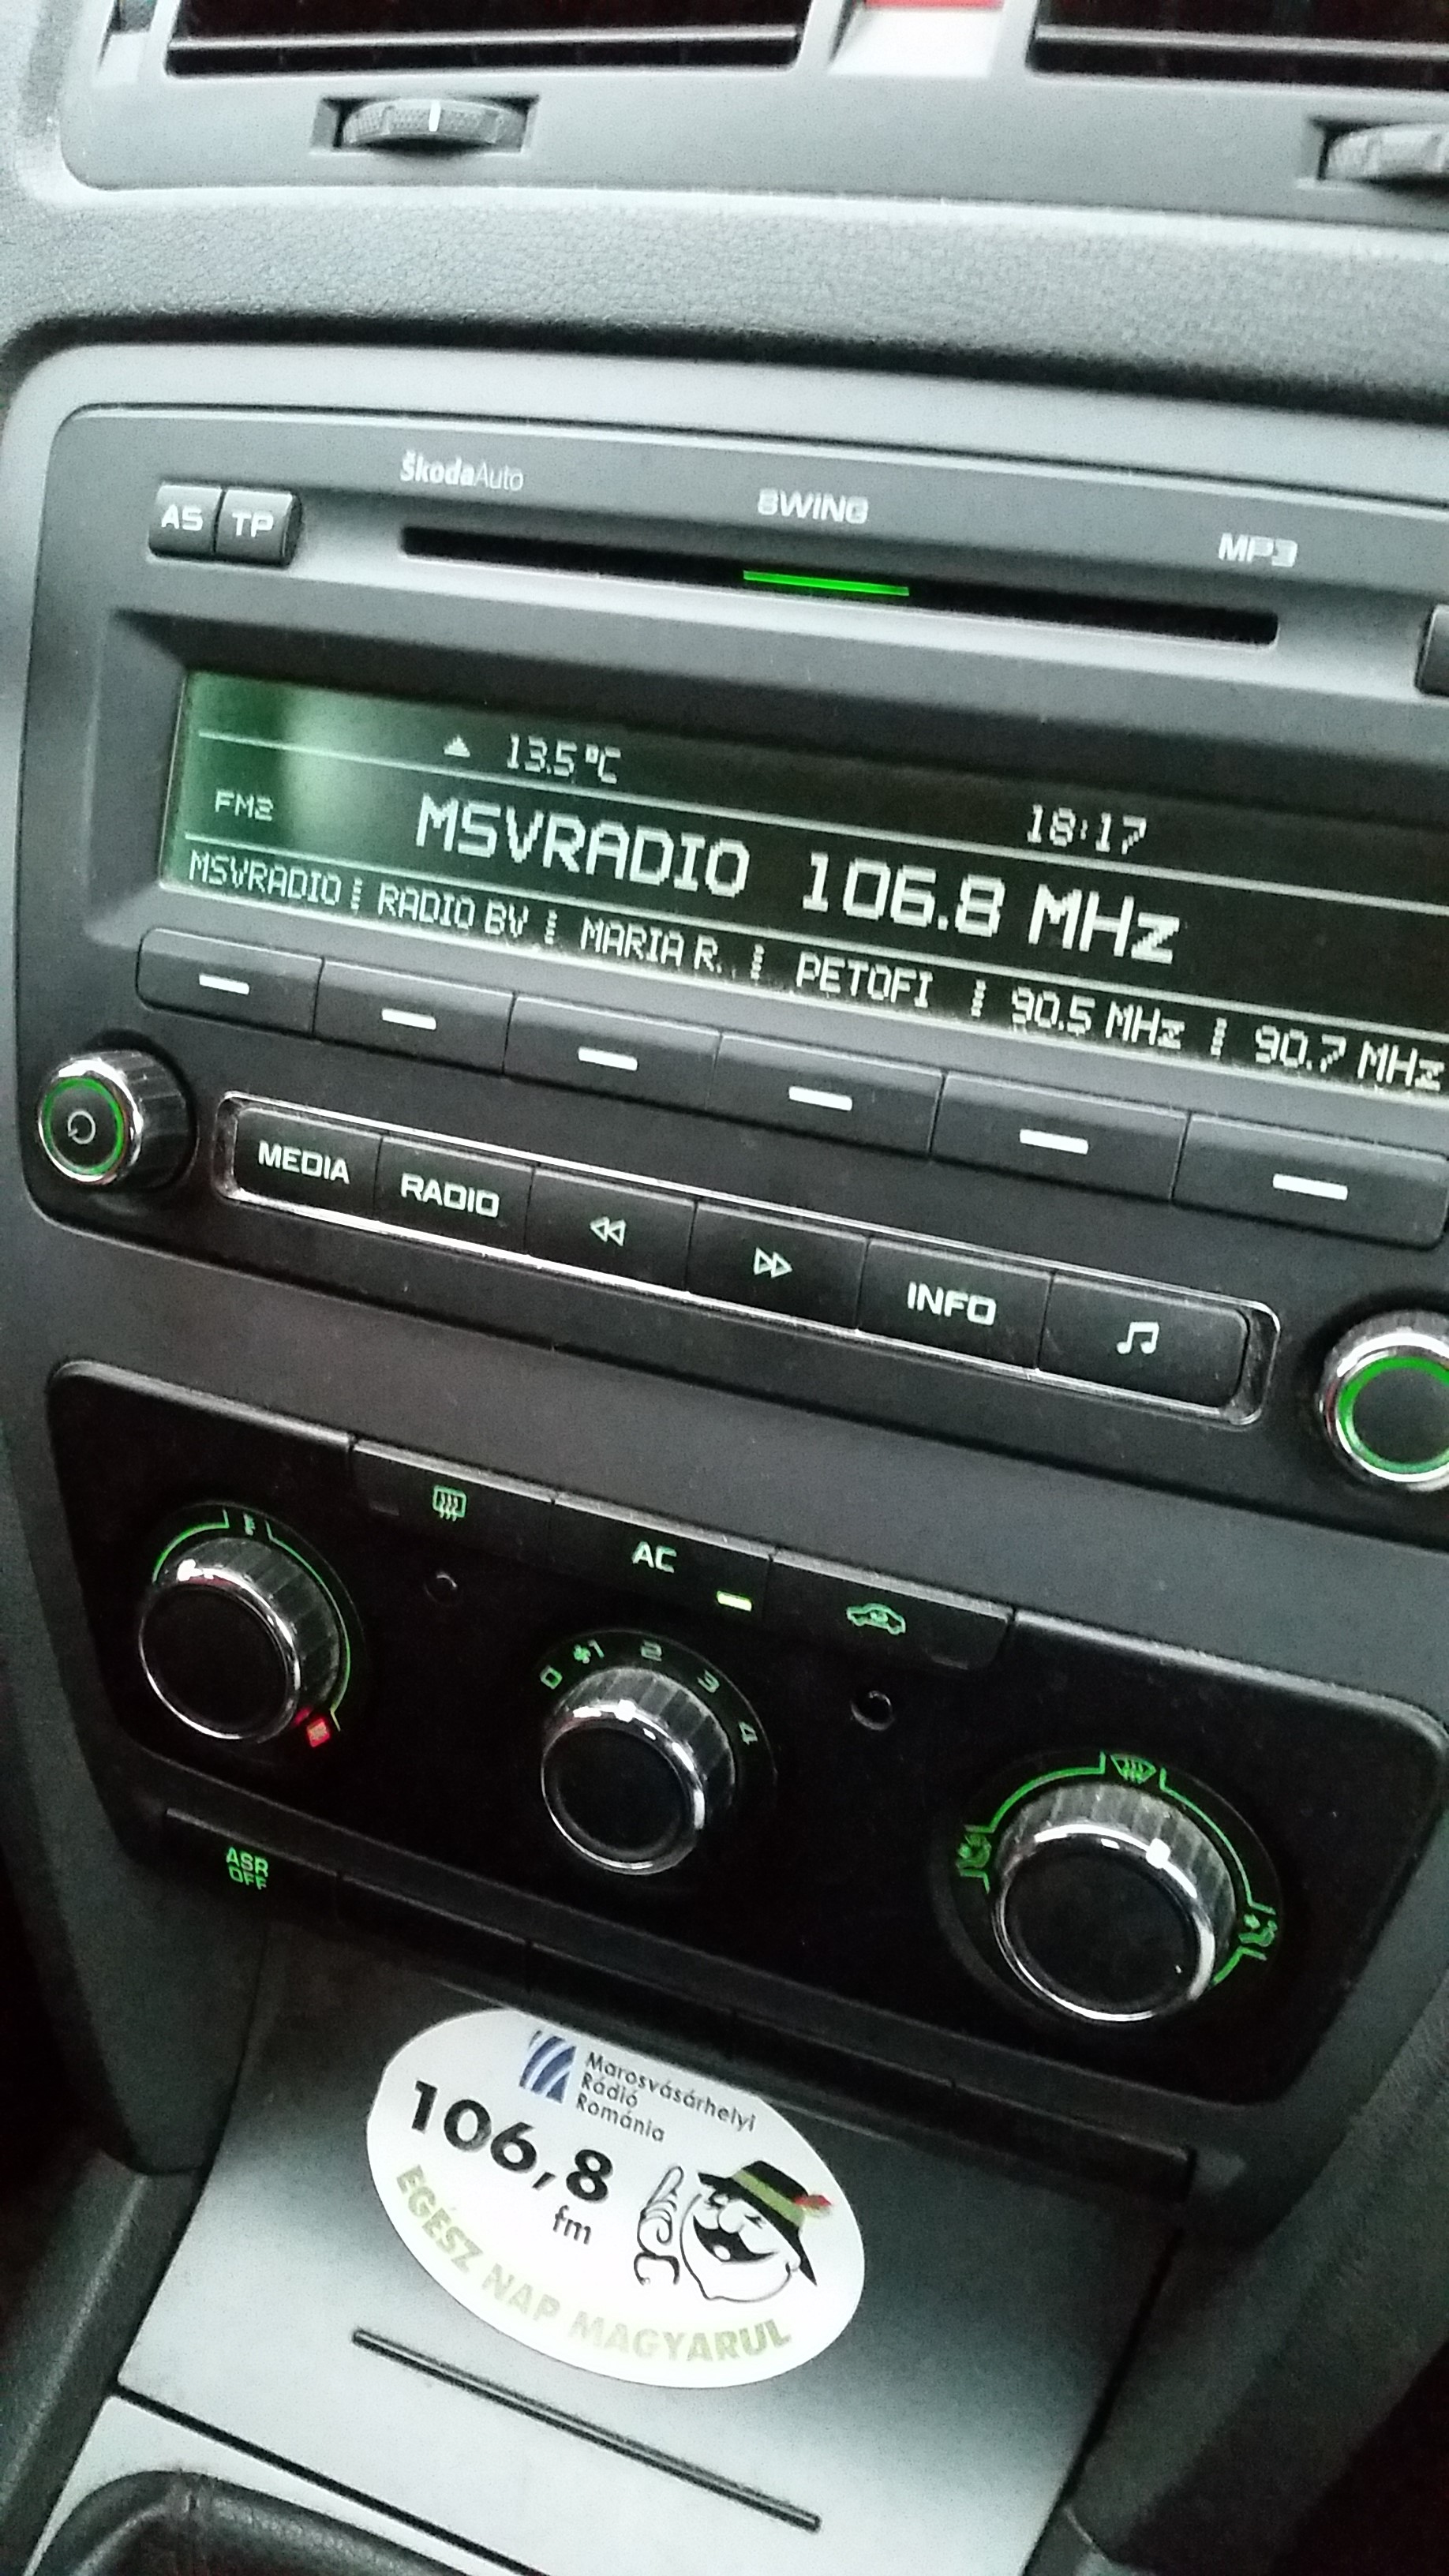 ŠkodaAuto
SWING
MP3
AS TP
13.5°C
18:17
FM2
MSVRADIO 106.8 MHz
MSVRADIO RADIO BV MARIA R. PETOFI 90.5 MHz 90.7 MHz
MEDIA RADIO INFO
AC
0 1 2 3 4
ASR
OFF
Marosvásárhelyi
Rádió
Románia
106,8
fm
EGÉSZ NAP MAGYARUL